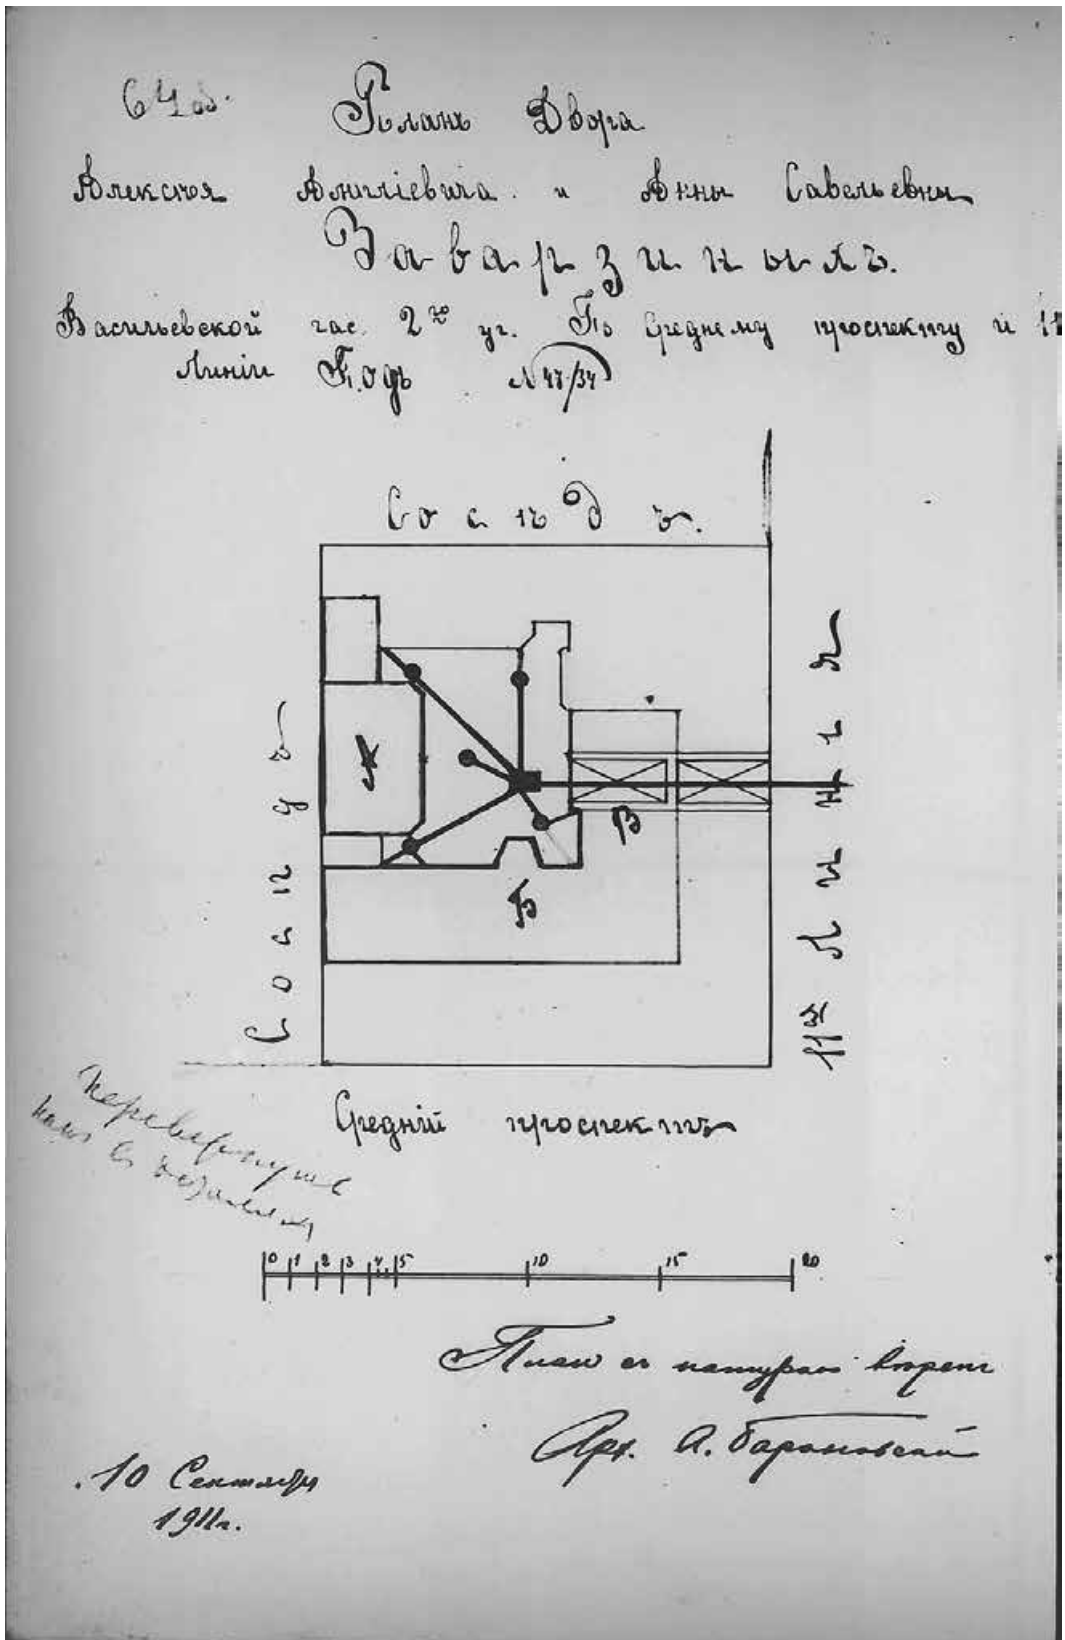 64 об.
Планъ Двора
Алексѣя Ананіевича и Анны Савельевны
Заварзиныхъ.
Васильевской час. 2го уч. По Среднему проспекту и 11
Линіи Подъ № 47/34
Сосѣдъ.
Сосѣдъ
А
Б
В
11я Линія
Средній проспектъ
0 1 2 3 4 5 10 15 20
Планъ съ натурою вѣренъ
Арх. А. Барановскій
10 Сентября
1911г.